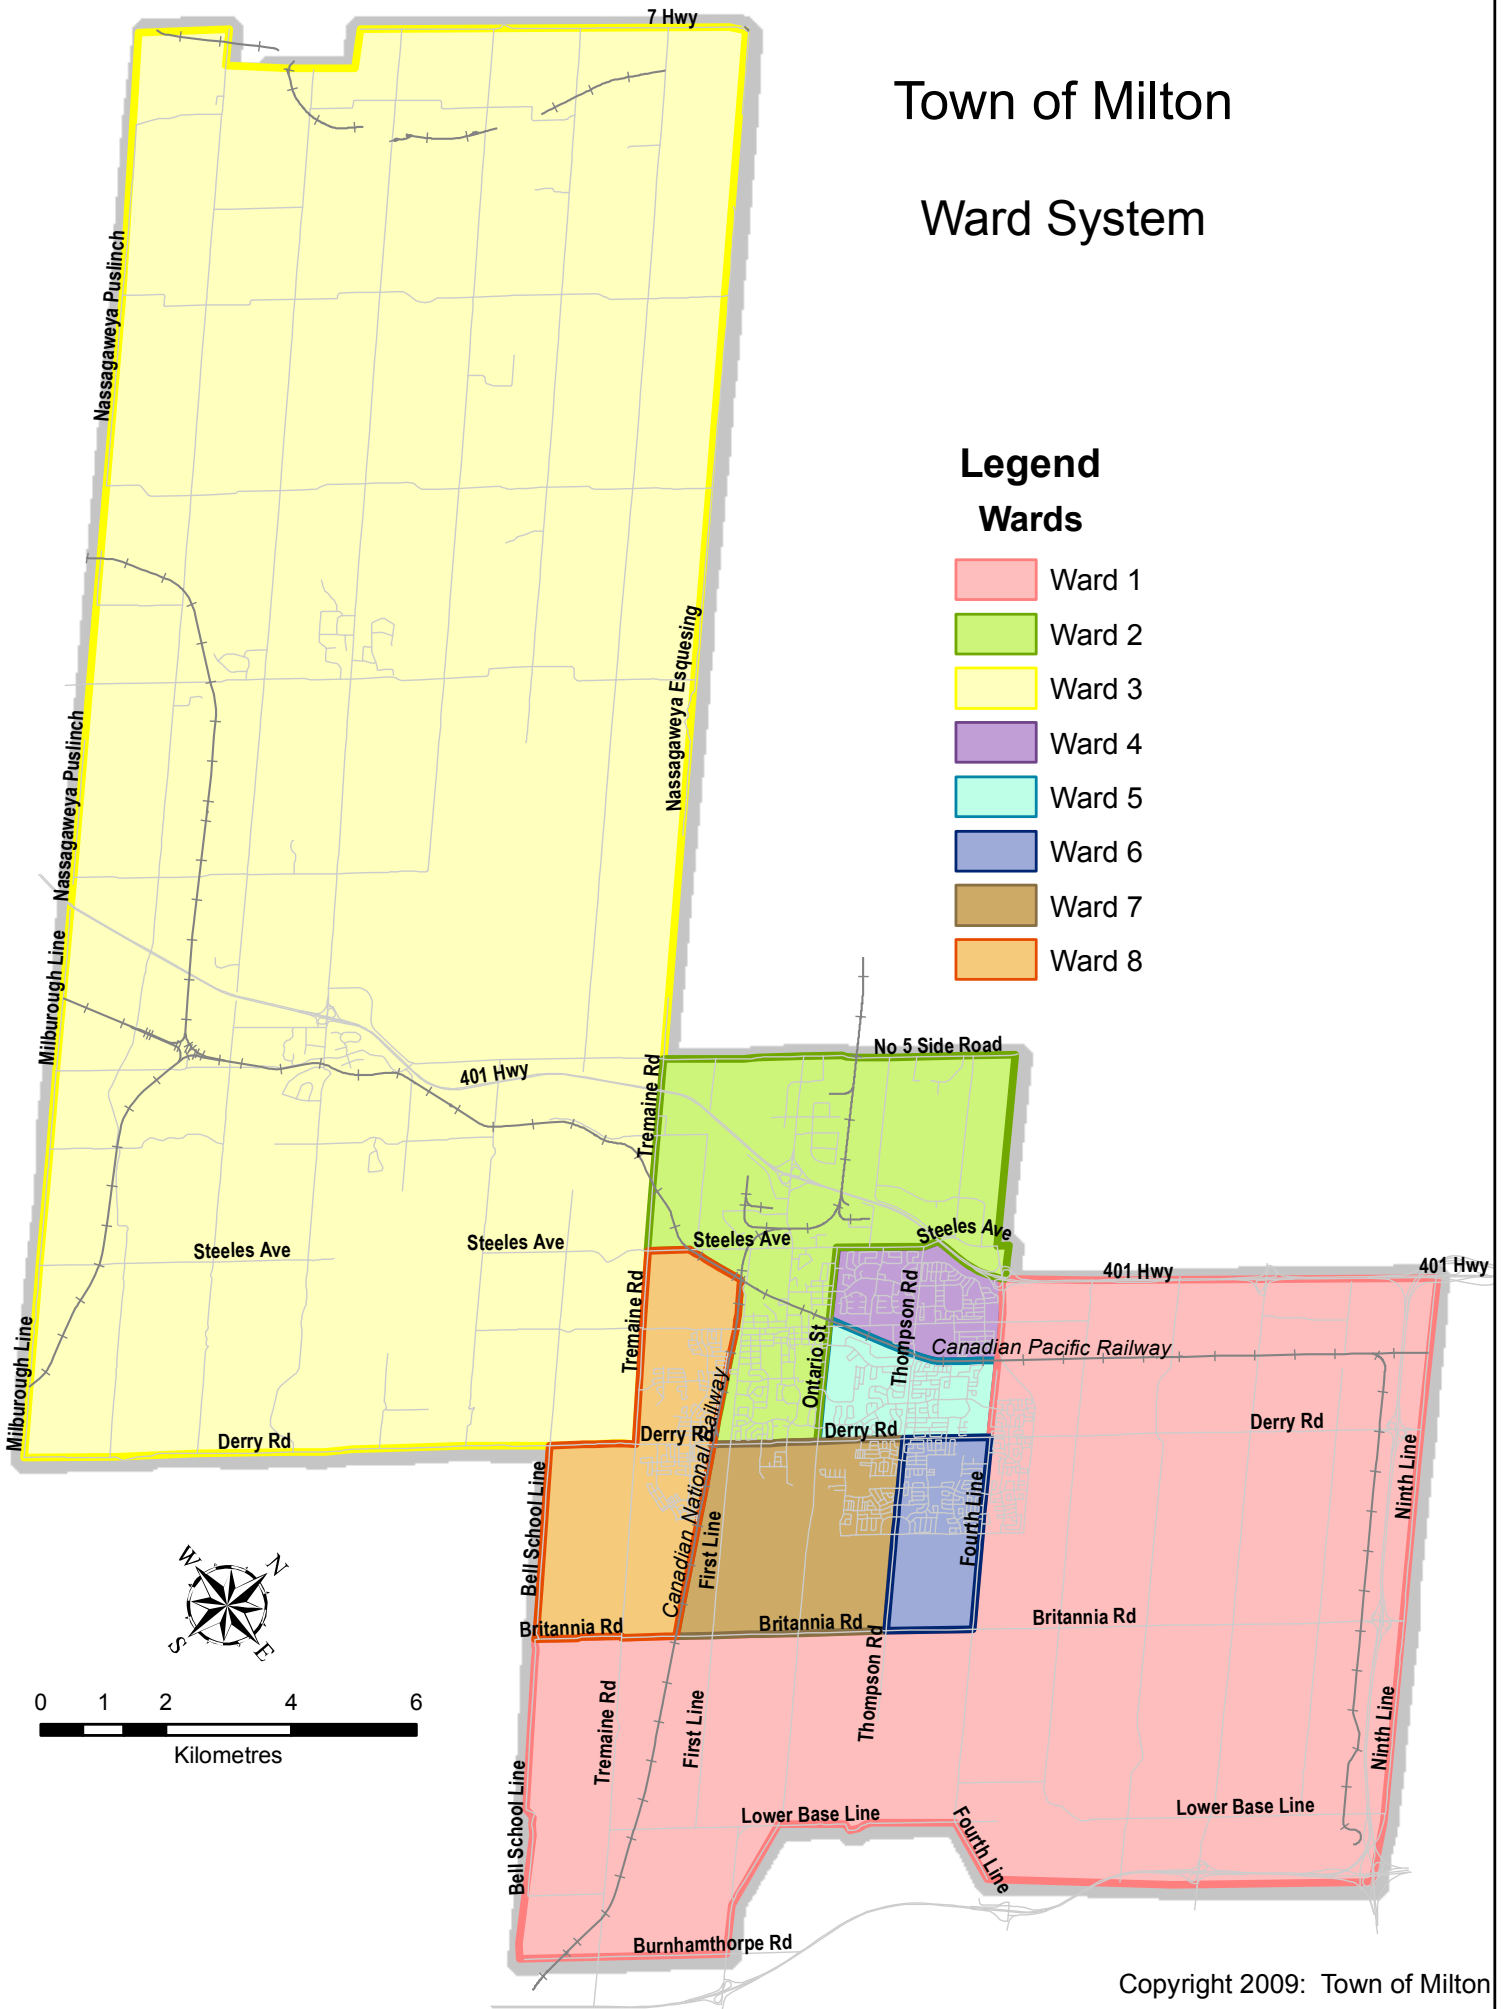 7 Hwy
Town of Milton
Ward System
Nassagaweya Puslinch
Legend
Wards
Ward 1
Ward 2
Ward 3
Ward 4
Ward 5
Ward 6
Ward 7
Ward 8
Nassagaweya Esquesing
Nassagaweya Puslinch
Milburough Line
401 Hwy
Tremaine Rd
No 5 Side Road
Steeles Ave
Steeles Ave
Steeles Ave
Steeles Ave
401 Hwy
401 Hwy
Tremaine Rd
Thompson Rd
Canadian Pacific Railway
Milburough Line
Ontario St
Derry Rd
Derry Rd
Derry Rd
Derry Rd
Canadian National Railway
Ninth Line
Bell School Line
First Line
Fourth Line
Britannia Rd
Britannia Rd
Britannia Rd
W
N
S
E
0 1 2 4 6
Kilometres
Tremaine Rd
First Line
Thompson Rd
Ninth Line
Bell School Line
Lower Base Line
Fourth Line
Lower Base Line
Burnhamthorpe Rd
Copyright 2009: Town of Milton